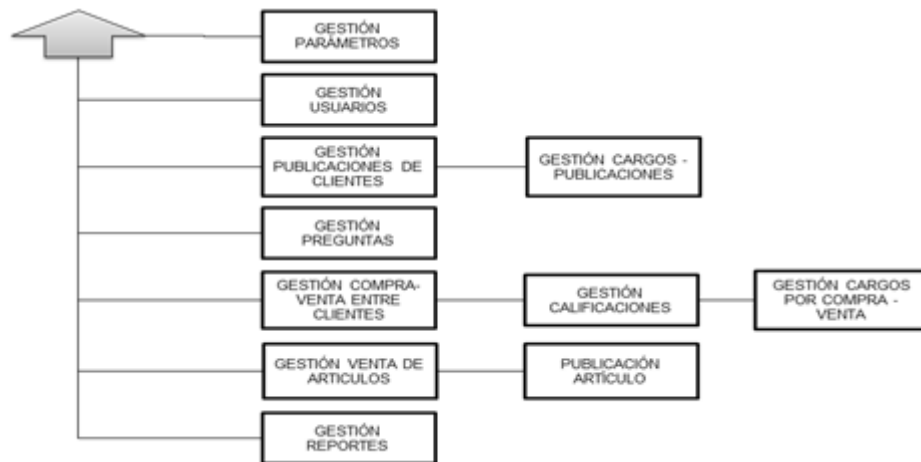 GESTIÓN
PARÁMETROS
GESTIÓN
USUARIOS
GESTIÓN
PUBLICACIONES DE
CLIENTES
GESTIÓN CARGOS -
PUBLICACIONES
GESTIÓN
PREGUNTAS
GESTIÓN COMPRA-
VENTA ENTRE
CLIENTES
GESTIÓN
CALIFICACIONES
GESTIÓN CARGOS
POR COMPRA -
VENTA
GESTIÓN VENTA DE
ARTICULOS
PUBLICACIÓN
ARTÍCULO
GESTIÓN
REPORTES